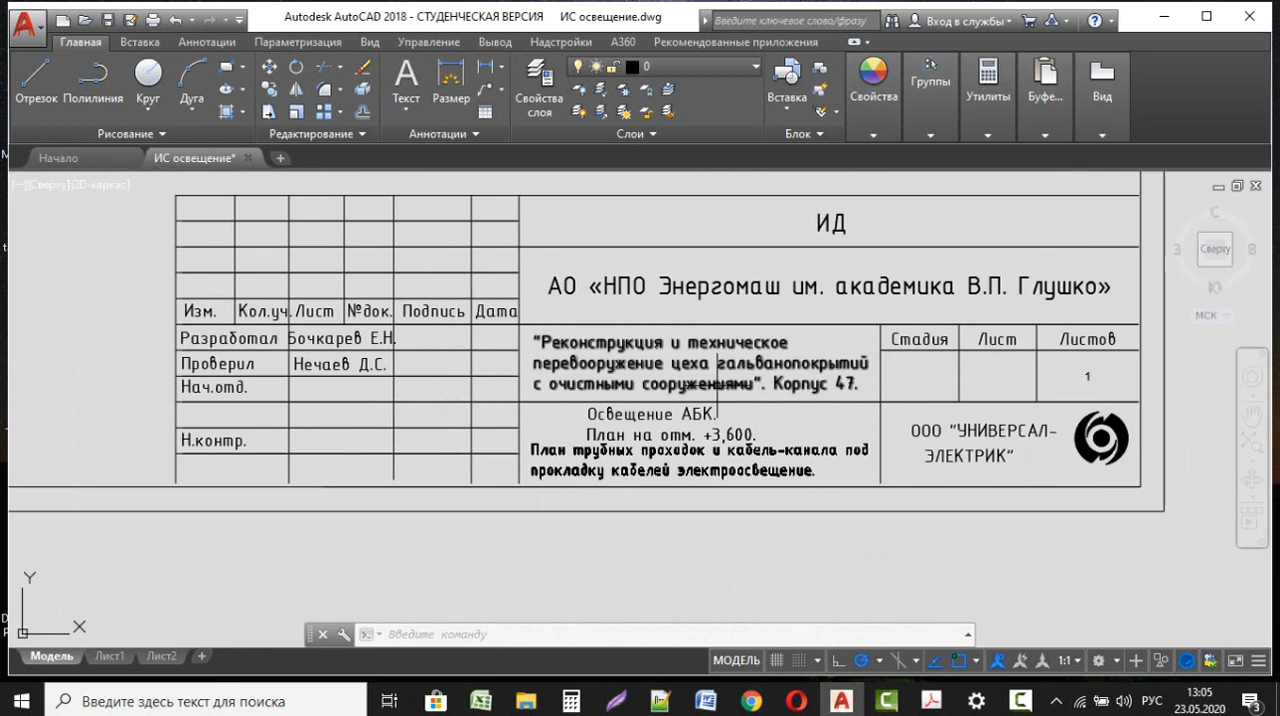 Autodesk AutoCAD 2018 - СТУДЕНЧЕСКАЯ ВЕРСИЯ ИС освещение.dwg
Введите ключевое слово/фразу
Вход в службы
Главная Вставка Аннотации Параметризация Вид Управление Вывод Надстройки A360 Рекомендованные приложения
0
Отрезок Полилиния Круг Дуга
Текст Размер
Свойства слоя
Вставка
Свойства Группы Утилиты Буфе... Вид
Рисование Редактирование Аннотации Слои Блок
Начало ИС освещение*
[−][Сверху][2D-каркас]
С
З Сверху В
Ю
МСК
ИД
АО «НПО Энергомаш им. академика В.П. Глушко»
Изм. Кол.уч. Лист №док. Подпись Дата
Разработал Бочкарев Е.Н.
Проверил Нечаев Д.С.
Нач.отд.
Н.контр.
"Реконструкция и техническое
перевооружение цеха гальванопокрытий
с очистными сооружениями". Корпус 47.
Стадия Лист Листов
1
Освещение АБК.
План на отм. +3,600.
План трубных проходок и кабель-канала под
прокладку кабелей электроосвещение.
ООО "УНИВЕРСАЛ-
ЭЛЕКТРИК"
Y
X
Введите команду
Модель Лист1 Лист2
МОДЕЛЬ 1:1
Введите здесь текст для поиска
РУС
13:05
23.05.2020
3